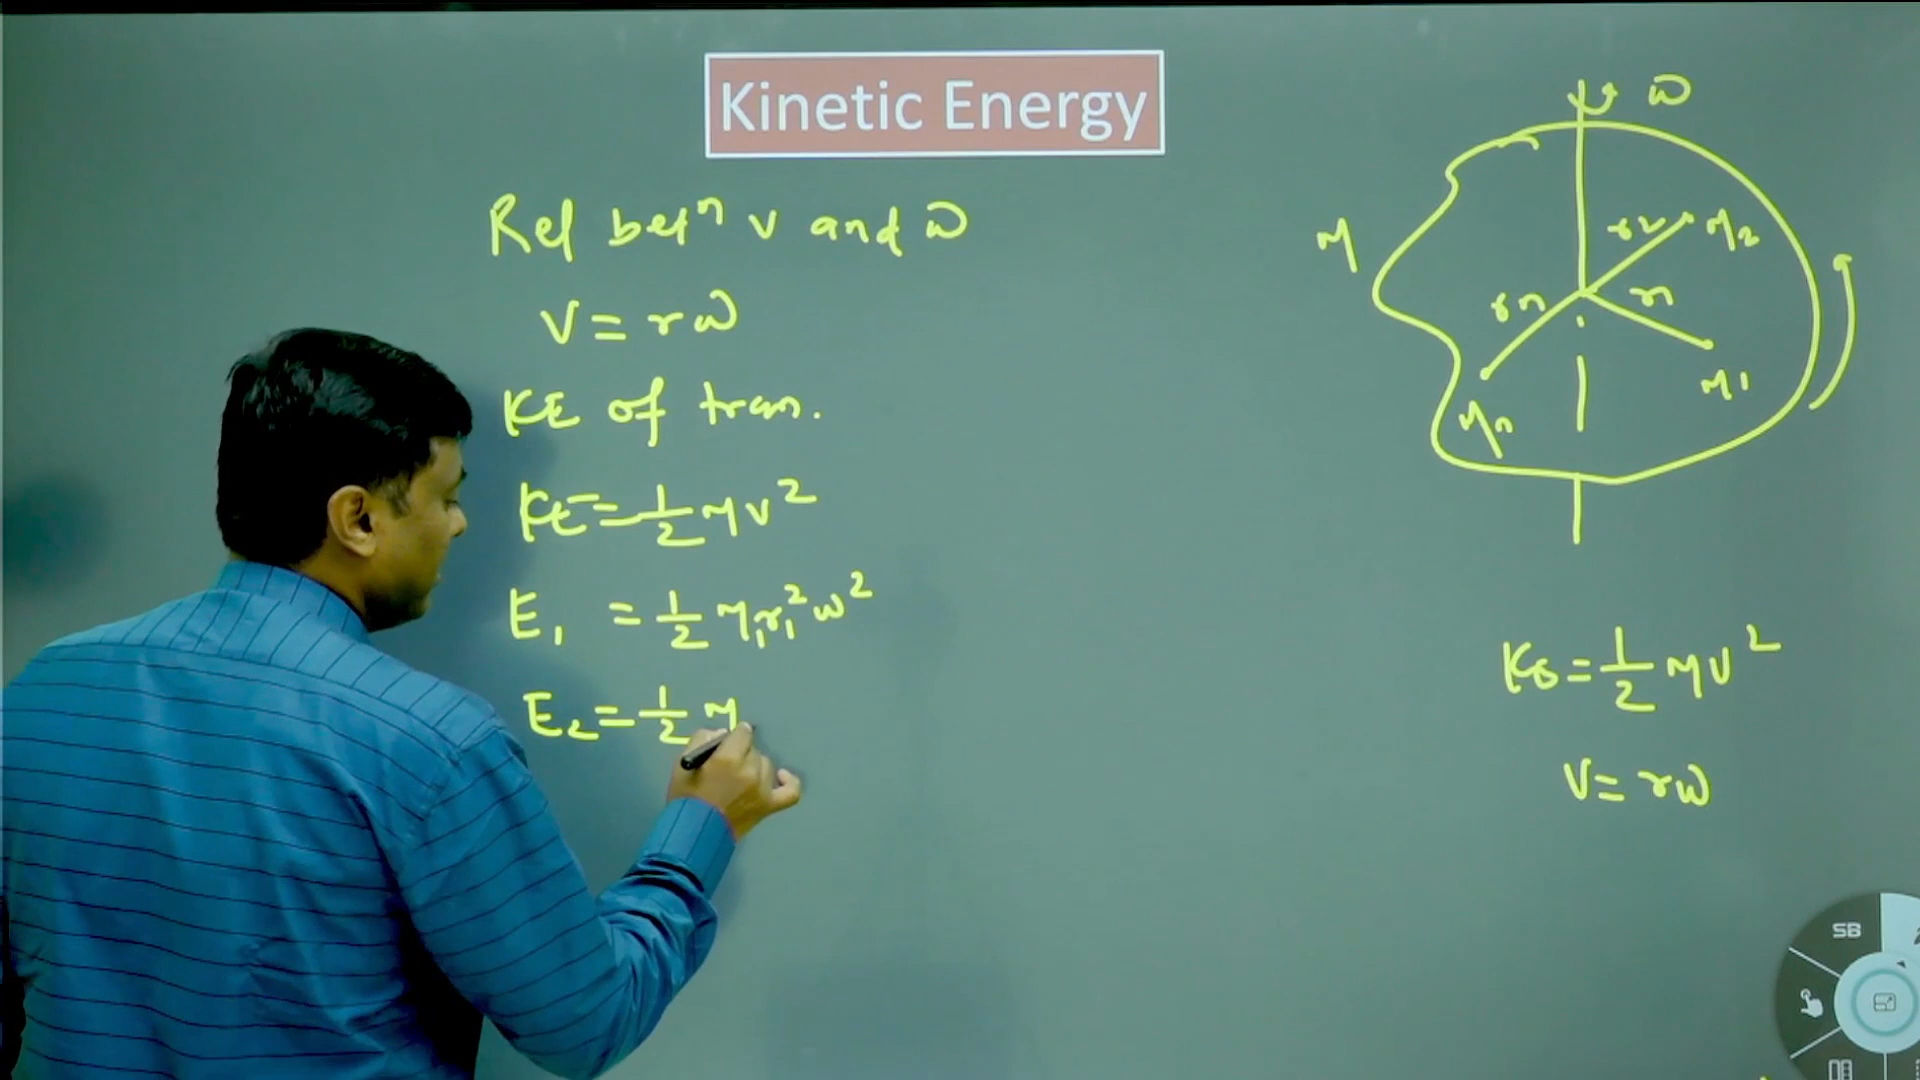 Kinetic Energy
Rel betⁿ v and ω
V = rω
KE of tran.
KE = 1/2 MV²
E₁ = 1/2 M₁r₁²ω²
E₂ = 1/2 M
ω
M
r₂ M₂
rn r₁
M₁
Mn
KE = 1/2 MV²
V = rω
SB